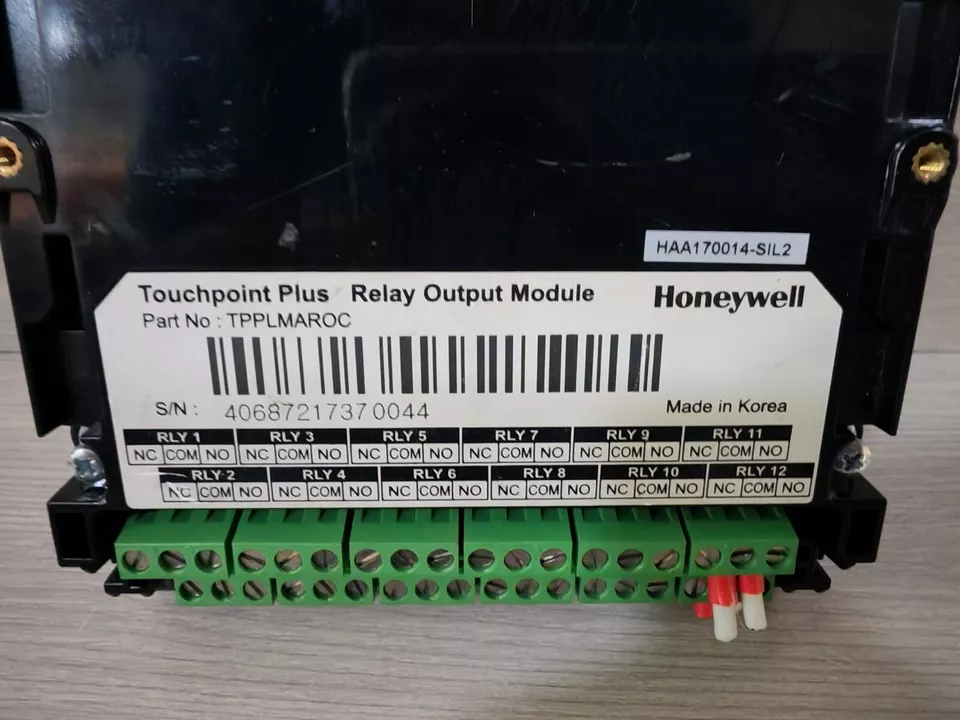 HAA170014-SIL2
Touchpoint Plus Relay Output Module Honeywell
Part No : TPPLMAROC
S/N : 40687217370044 Made in Korea
RLY 1 RLY 3 RLY 5 RLY 7 RLY 9 RLY 11
NC COM NO NC COM NO NC COM NO NC COM NO NC COM NO NC COM NO
RLY 2 RLY 4 RLY 6 RLY 8 RLY 10 RLY 12
NC COM NO NC COM NO NC COM NO NC COM NO NC COM NO NC COM NO